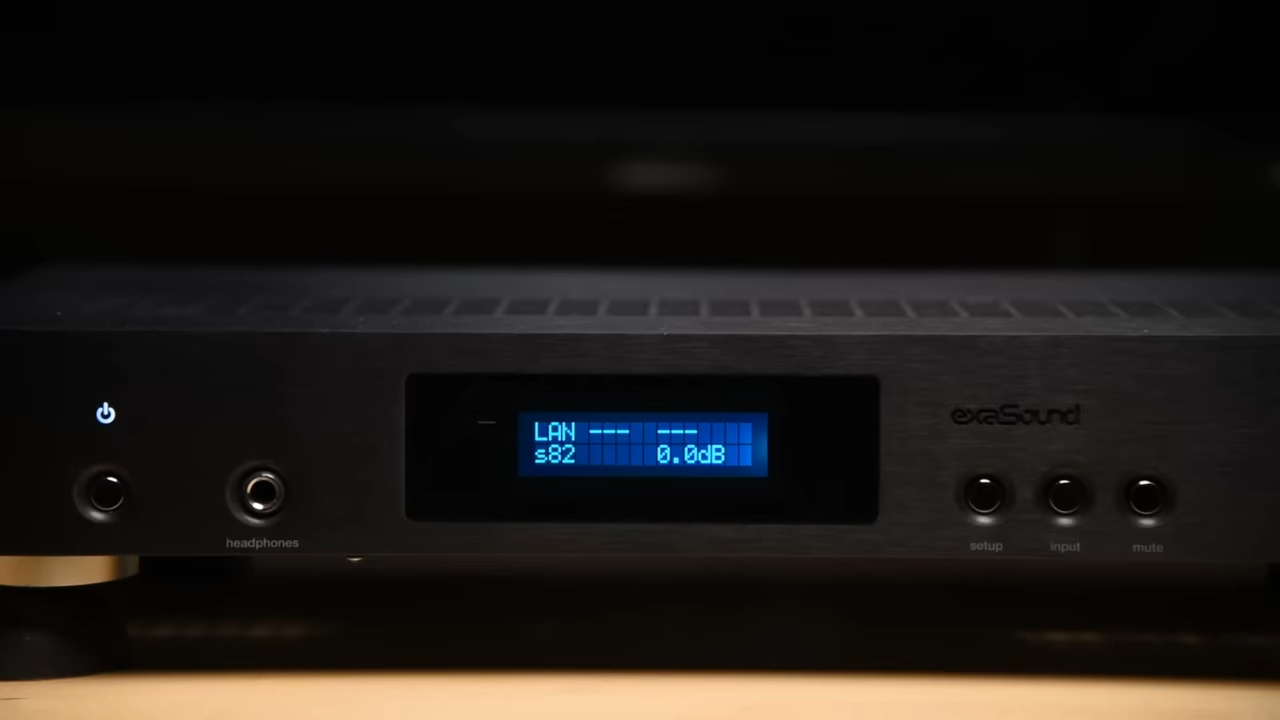 exaSound
LAN --- ---
s82 0.0dB
headphones
setup input mute